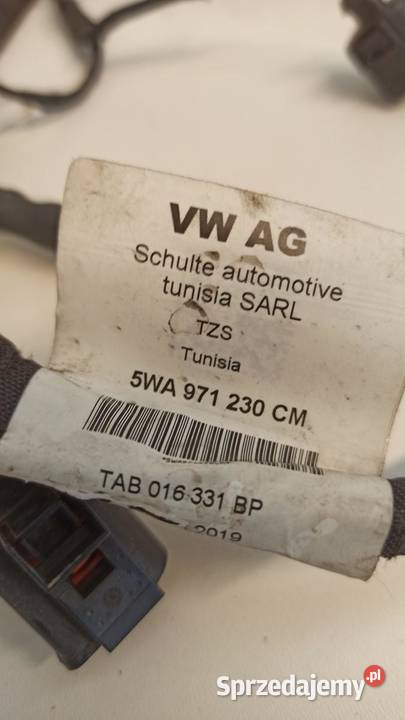 VW AG
Schulte automotive
tunisia SARL
TZS
Tunisia
5WA 971 230 CM
TAB 016 331 BP
2019
Sprzedajemy.pl